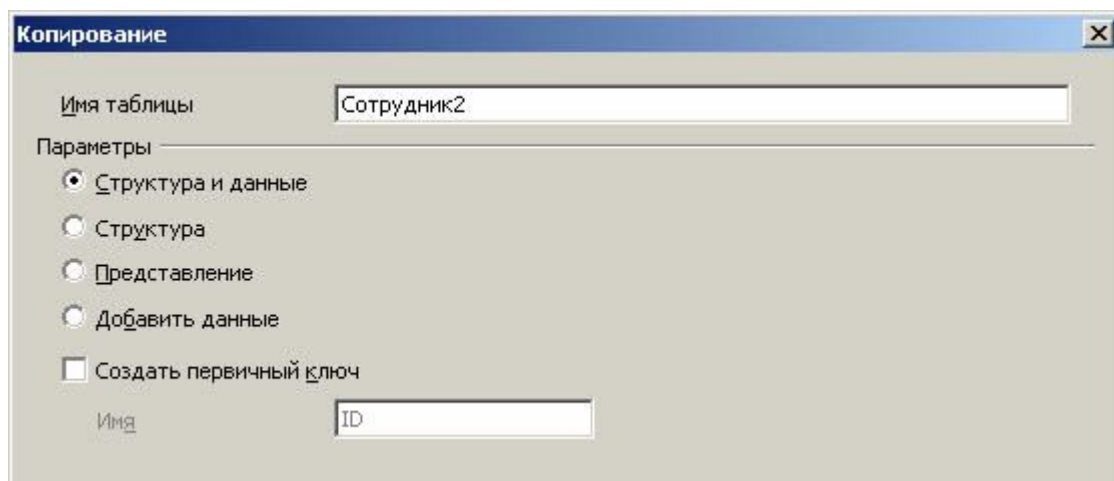 Копирование
Имя таблицы Сотрудник2
Параметры
Структура и данные
Структура
Представление
Добавить данные
Создать первичный ключ
Имя ID